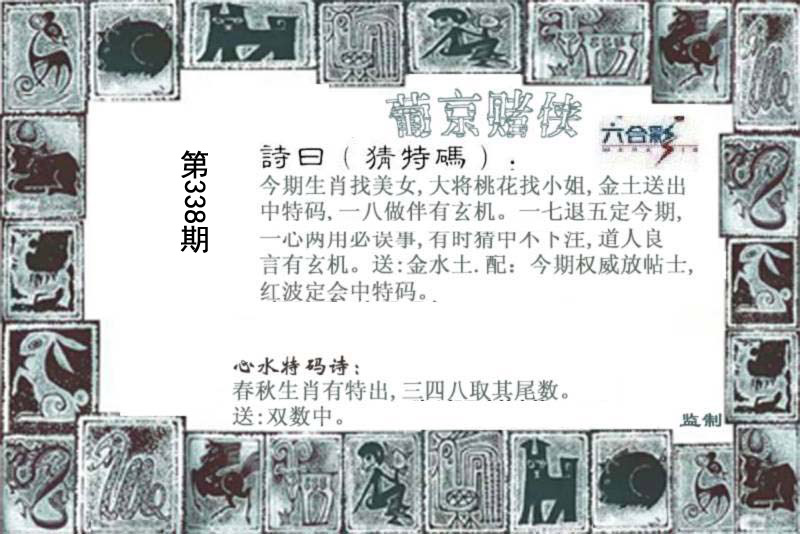 葡京赌侠
六合彩
第338期
詩曰（猜特碼）：
今期生肖找美女,大将桃花找小姐,金土送出
中特码,一八做伴有玄机。一七退五定今期,
一心两用必误事,有时猜中不下注,道人良
言有玄机。送:金水土.配：今期权威放帖士,
红波定会中特码。
心水特码诗：
春秋生肖有特出,三四八取其尾数。
送:双数中。
监制